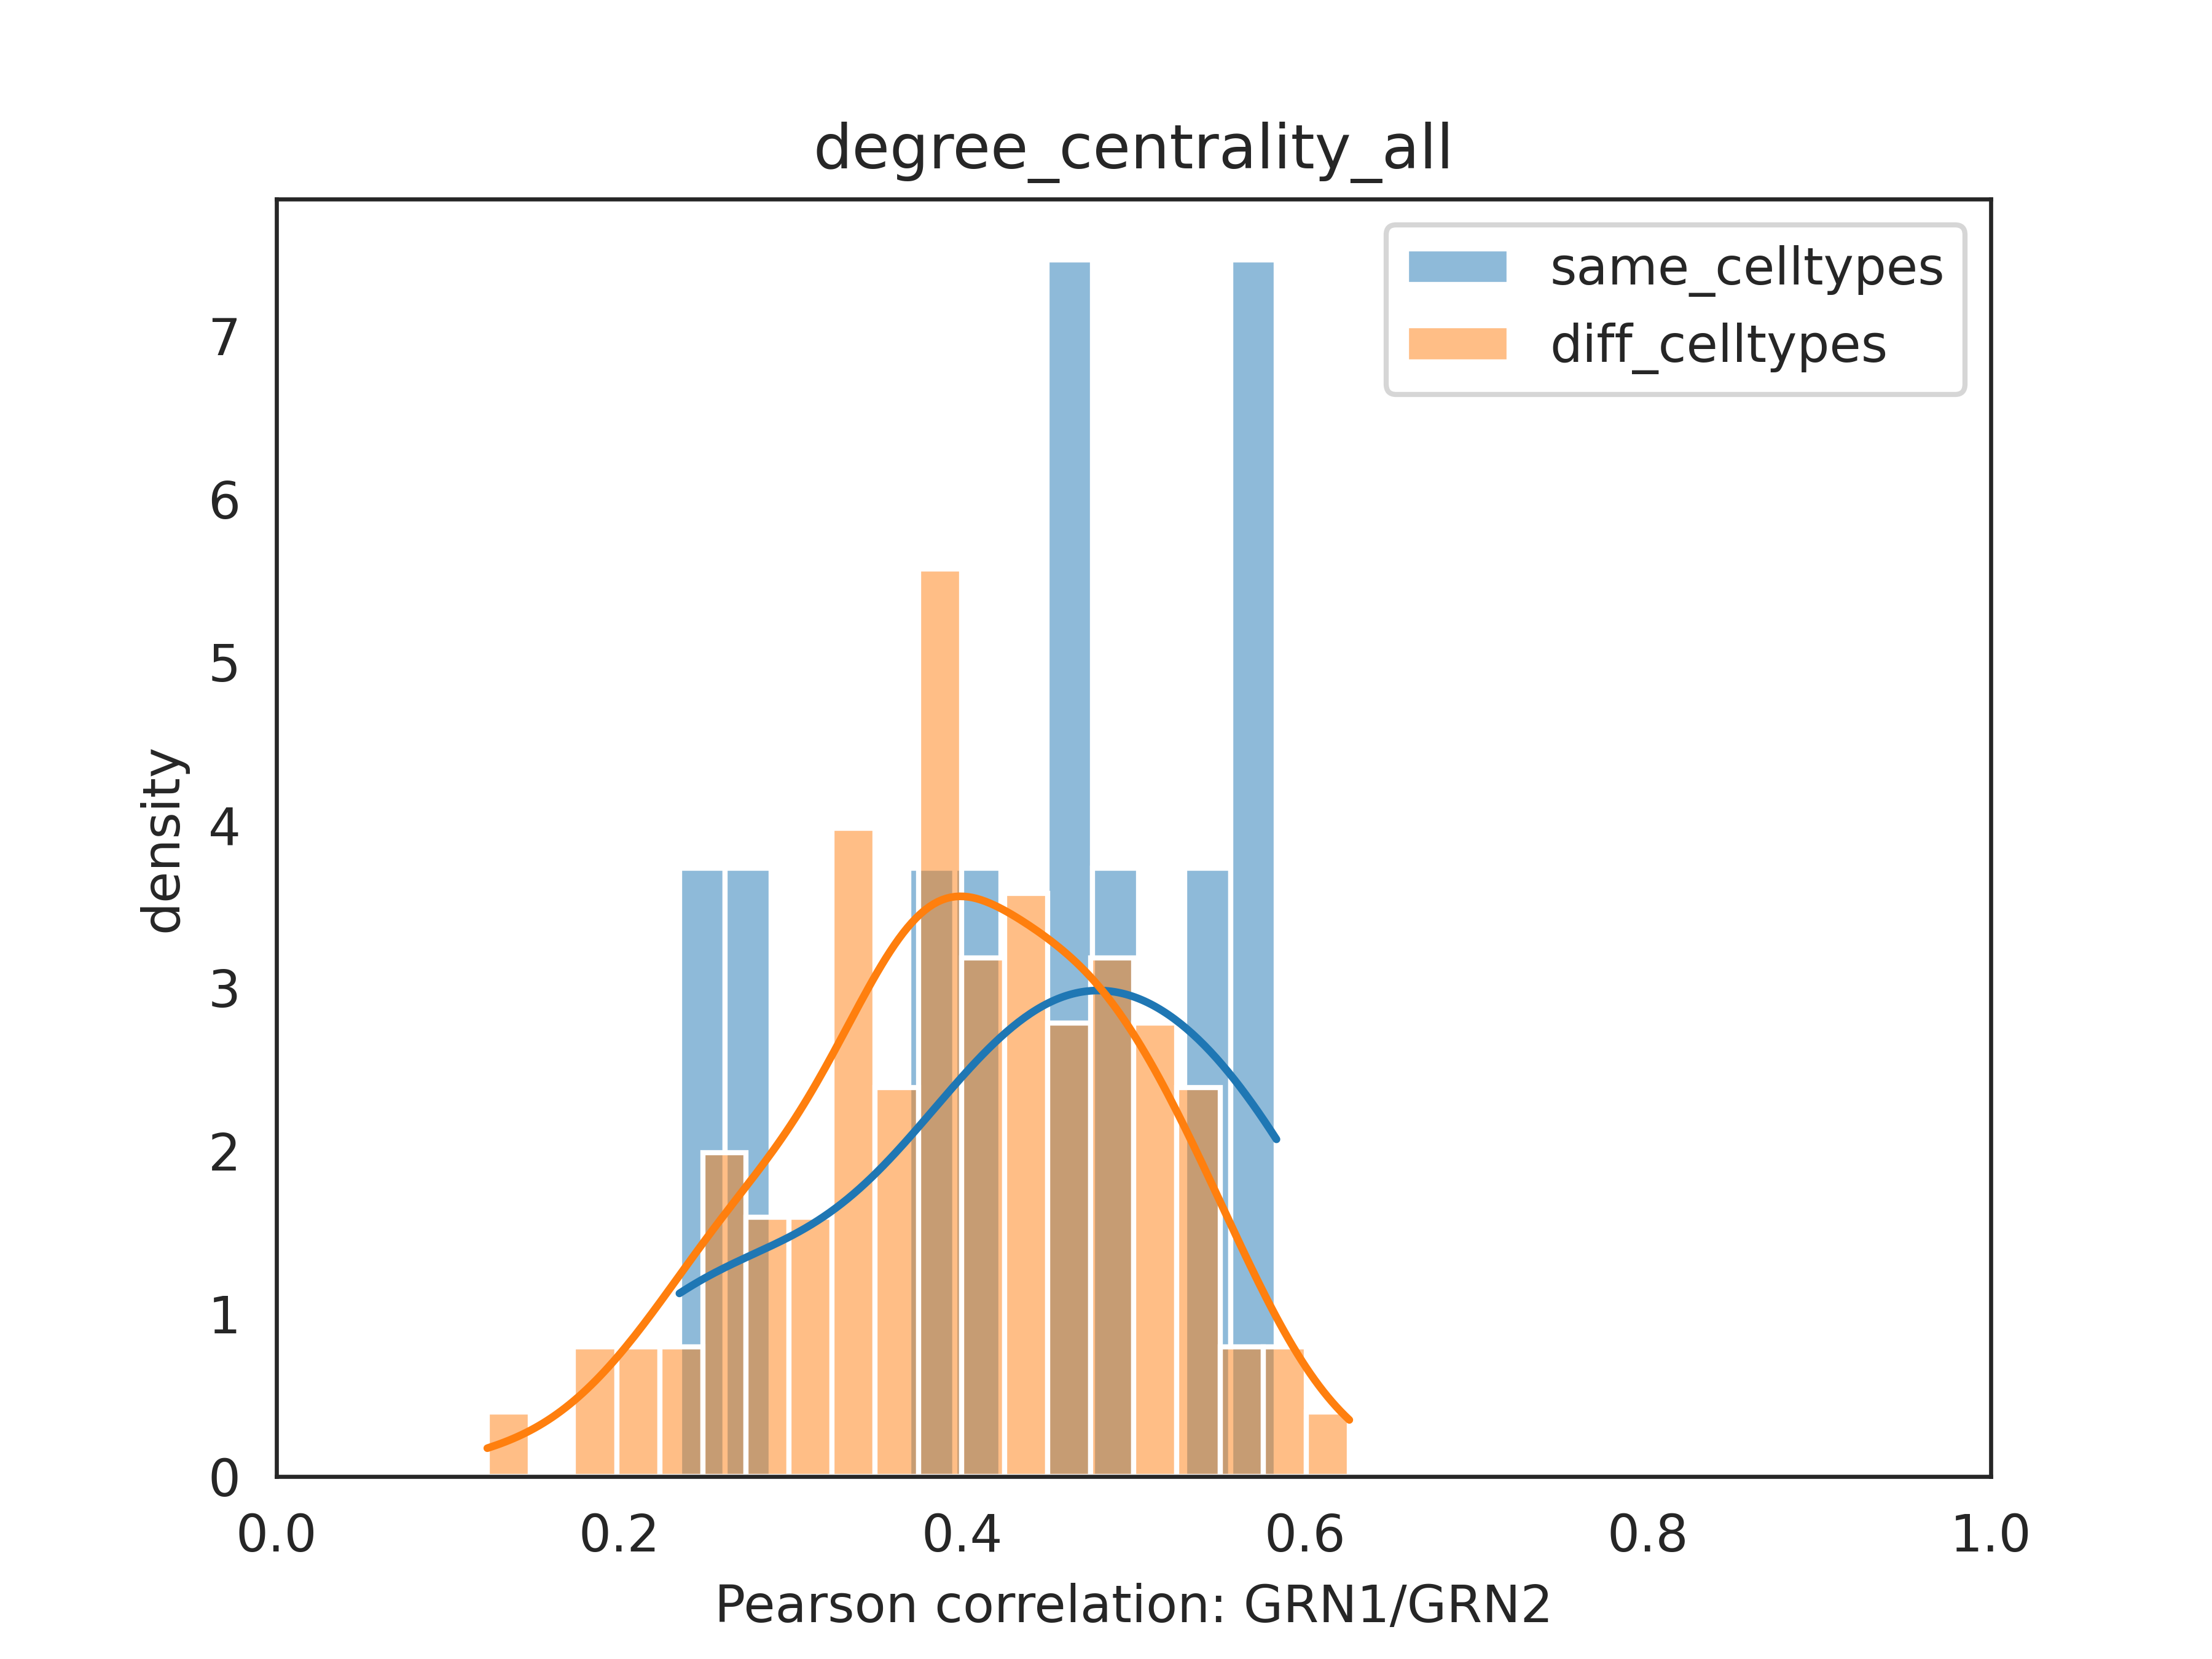 degree_centrality_all
same_celltypes
diff_celltypes
density
7
6
5
4
3
2
1
0
0.0 0.2 0.4 0.6 0.8 1.0
Pearson correlation: GRN1/GRN2